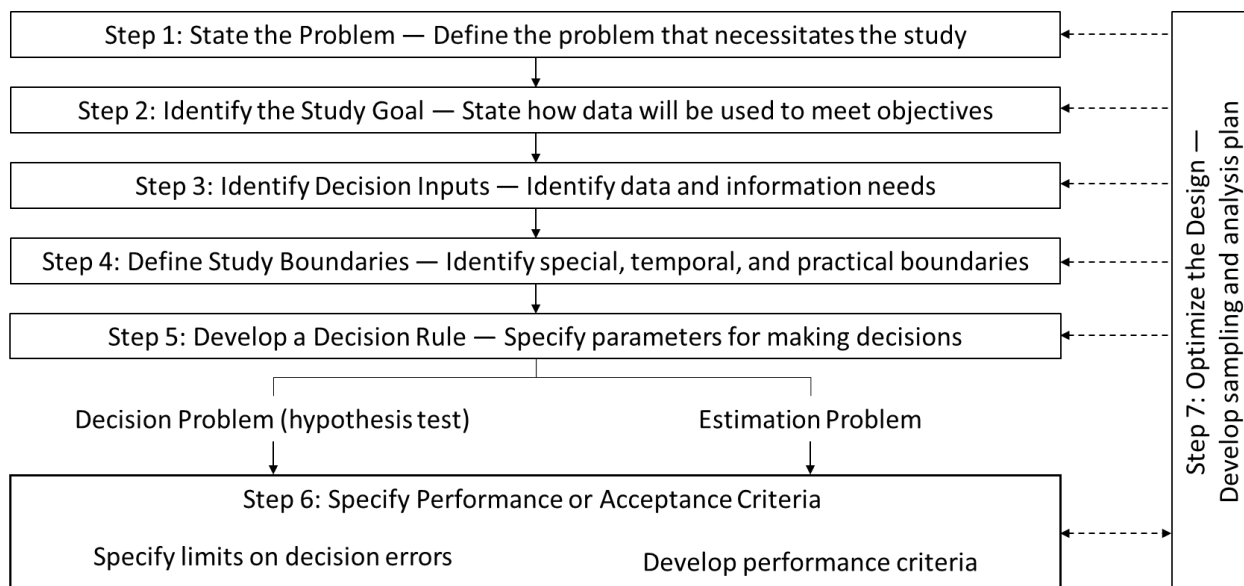 Step 1: State the Problem — Define the problem that necessitates the study
Step 2: Identify the Study Goal — State how data will be used to meet objectives
Step 3: Identify Decision Inputs — Identify data and information needs
Step 4: Define Study Boundaries — Identify special, temporal, and practical boundaries
Step 5: Develop a Decision Rule — Specify parameters for making decisions
Decision Problem (hypothesis test)
Estimation Problem
Step 6: Specify Performance or Acceptance Criteria
Specify limits on decision errors
Develop performance criteria
Step 7: Optimize the Design —
Develop sampling and analysis plan